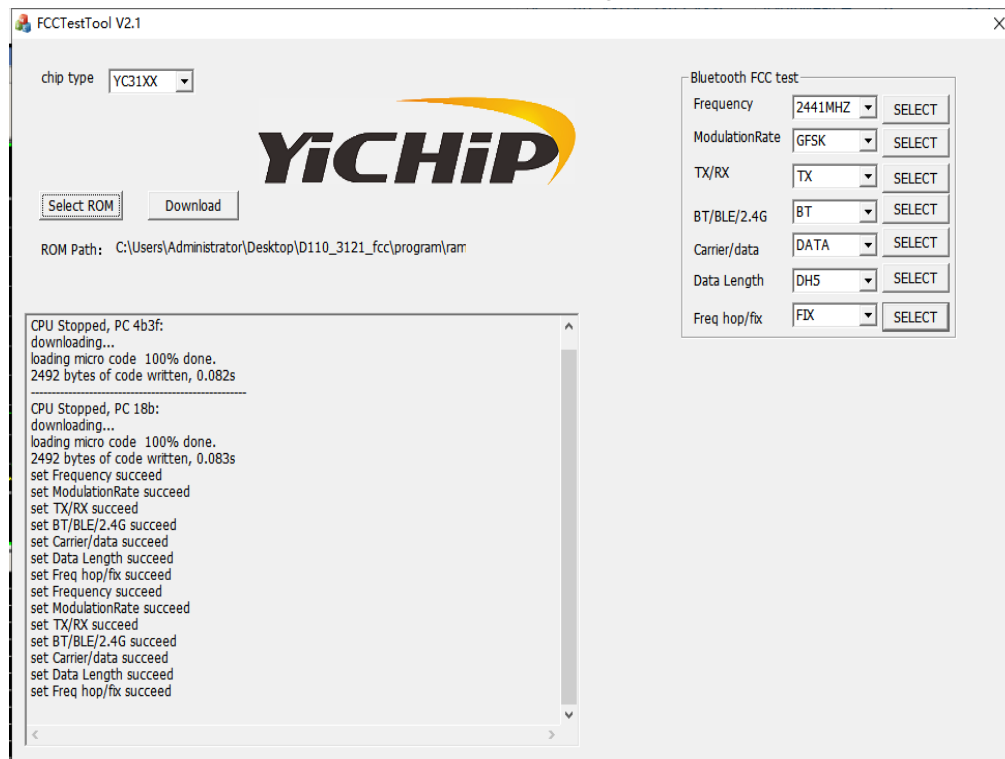 FCCTestTool V2.1
chip type YC31XX
YiCHiP
Select ROM Download
ROM Path: C:\Users\Administrator\Desktop\D110_3121_fcc\program\ram
CPU Stopped, PC 4b3f:
downloading...
loading micro code 100% done.
2492 bytes of code written, 0.082s
----------------------------------------------------
CPU Stopped, PC 18b:
downloading...
loading micro code 100% done.
2492 bytes of code written, 0.083s
set Frequency succeed
set ModulationRate succeed
set TX/RX succeed
set BT/BLE/2.4G succeed
set Carrier/data succeed
set Data Length succeed
set Freq hop/fix succeed
set Frequency succeed
set ModulationRate succeed
set TX/RX succeed
set BT/BLE/2.4G succeed
set Carrier/data succeed
set Data Length succeed
set Freq hop/fix succeed
Bluetooth FCC test
Frequency 2441MHZ SELECT
ModulationRate GFSK SELECT
TX/RX TX SELECT
BT/BLE/2.4G BT SELECT
Carrier/data DATA SELECT
Data Length DH5 SELECT
Freq hop/fix FIX SELECT